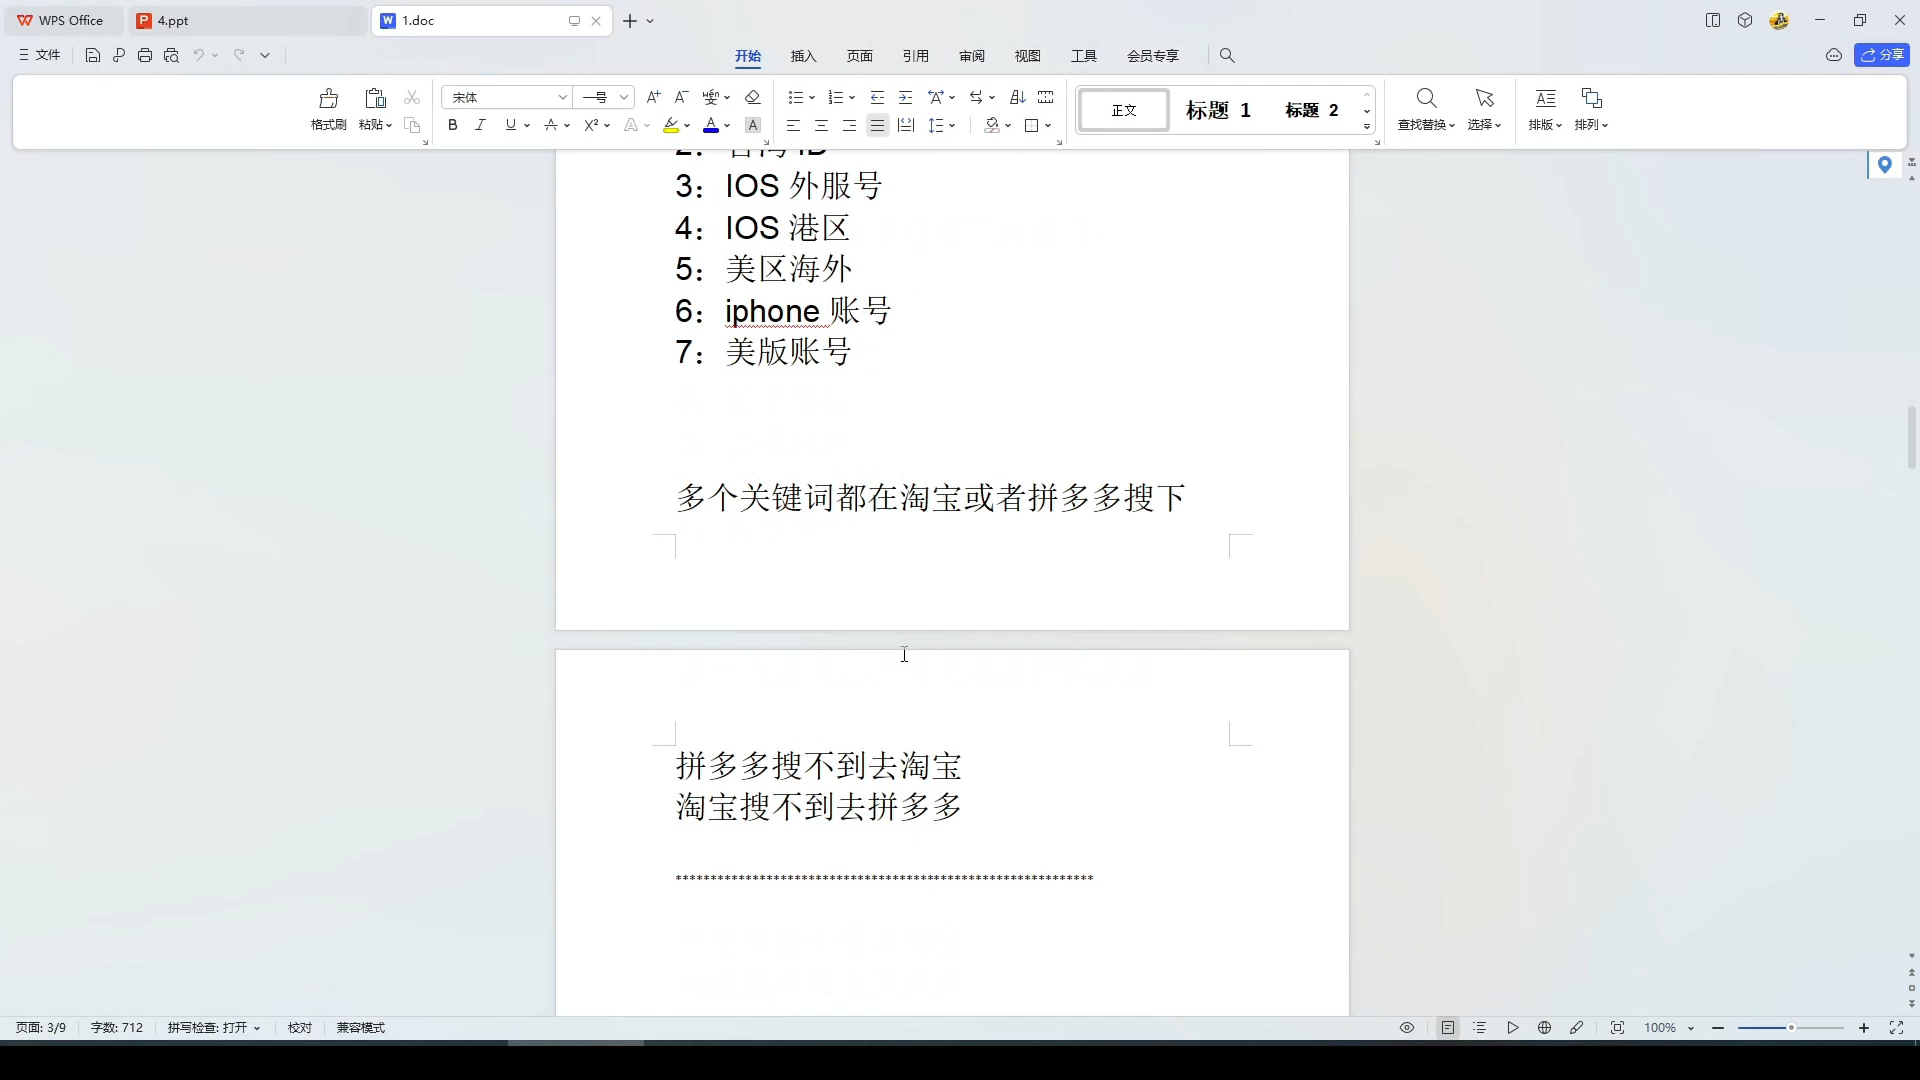 WPS Office
4.ppt
1.doc
文件
开始
插入
页面
引用
审阅
视图
工具
会员专享
分享
格式刷
粘贴
宋体
一号
正文
标题 1
标题 2
查找替换
选择
排版
排列
3：IOS 外服号
4：IOS 港区
5：美区海外
6：iphone 账号
7：美版账号
多个关键词都在淘宝或者拼多多搜下
拼多多搜不到去淘宝
淘宝搜不到去拼多多
************************************************************
页面: 3/9
字数: 712
拼写检查: 打开
校对
兼容模式
100%